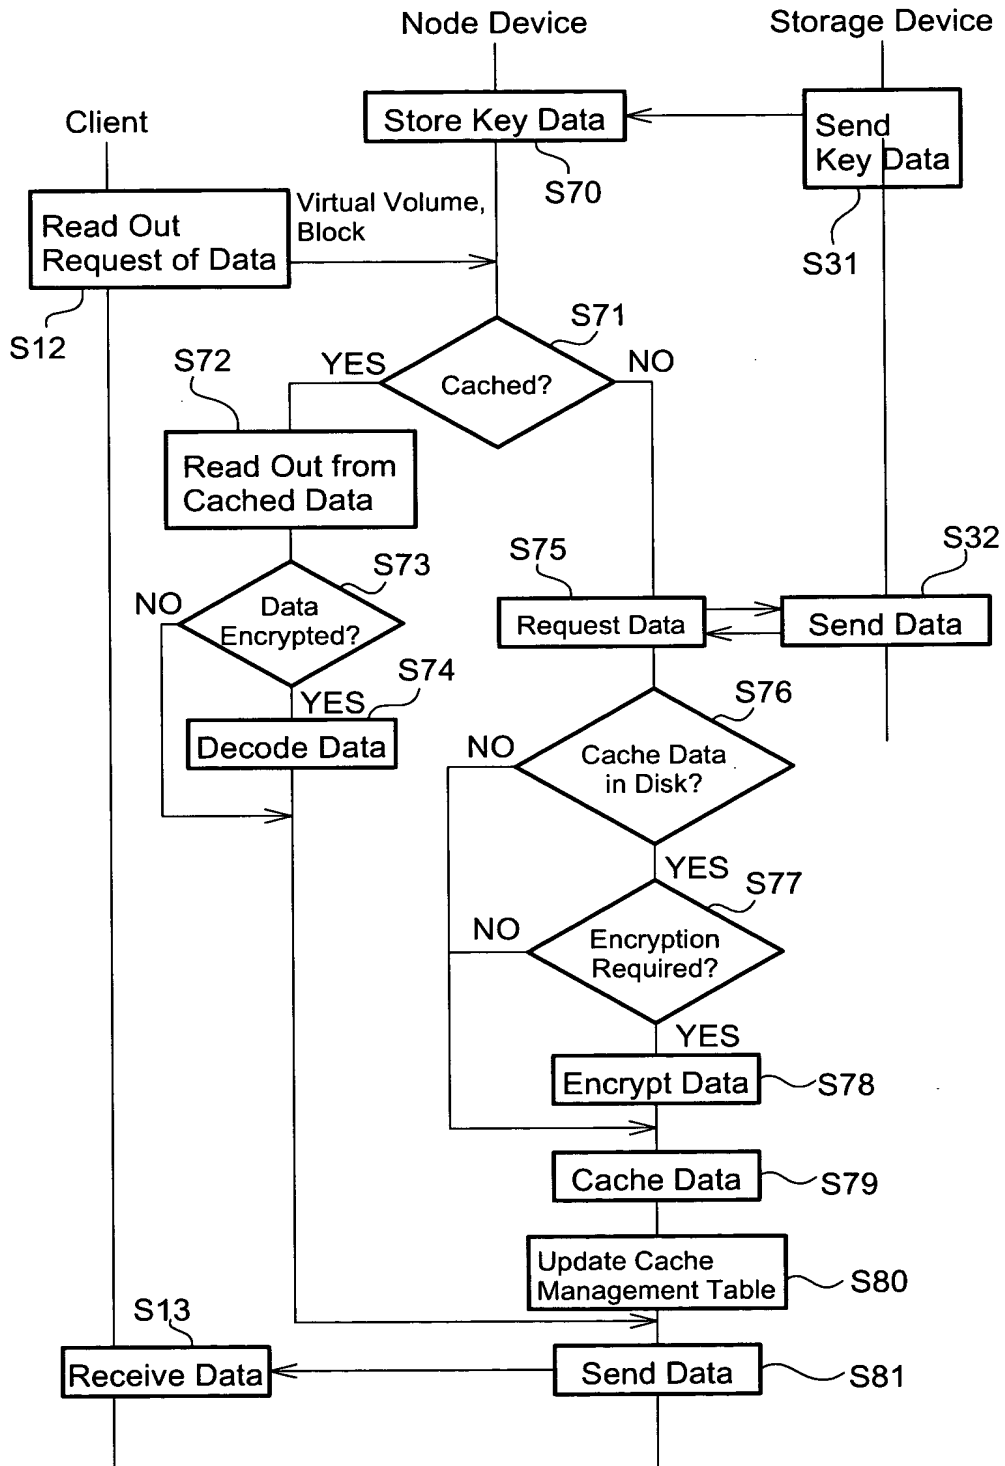 Node Device
Storage Device
Client
Store Key Data
Send
Key Data
S70
S31
Read Out
Request of Data
Virtual Volume,
Block
S12
S71
Cached?
YES
NO
S72
Read Out from
Cached Data
S73
Data
Encrypted?
NO
YES
S74
Decode Data
S75
Request Data
S32
Send Data
S76
Cache Data
in Disk?
NO
YES
S77
Encryption
Required?
NO
YES
Encrypt Data
S78
Cache Data
S79
Update Cache
Management Table
S80
S13
Receive Data
Send Data
S81